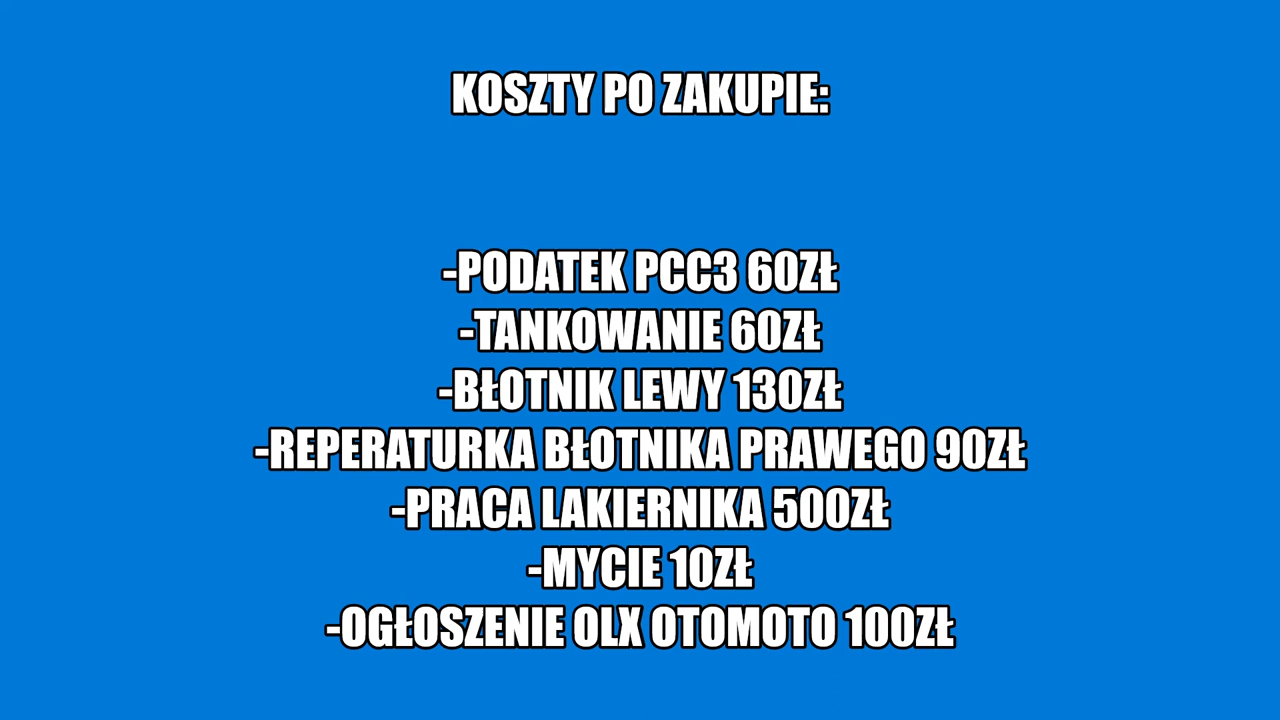 KOSZTY PO ZAKUPIE:
-PODATEK PCC3 60ZŁ
-TANKOWANIE 60ZŁ
-BŁOTNIK LEWY 130ZŁ
-REPERATURKA BŁOTNIKA PRAWEGO 90ZŁ
-PRACA LAKIERNIKA 500ZŁ
-MYCIE 10ZŁ
-OGŁOSZENIE OLX OTOMOTO 100ZŁ